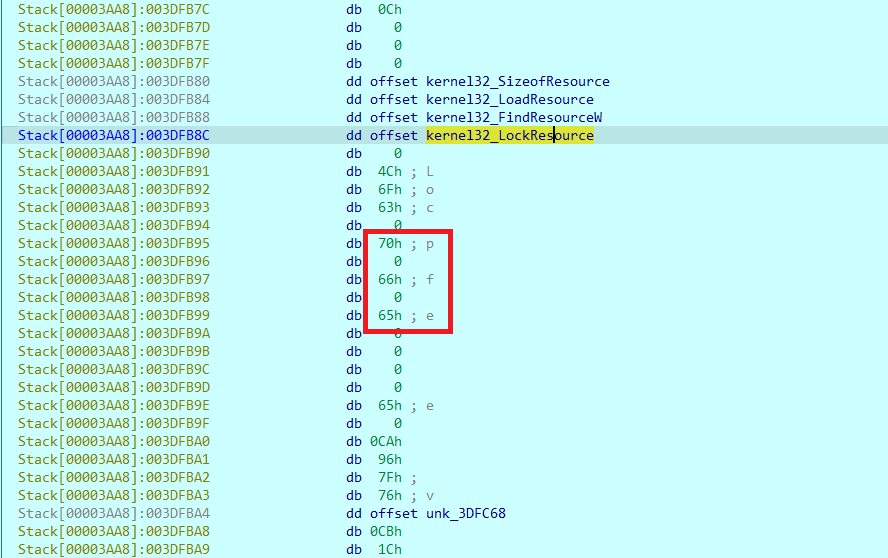 Stack[00003AA8]:003DFB7C db 0Ch
Stack[00003AA8]:003DFB7D db 0
Stack[00003AA8]:003DFB7E db 0
Stack[00003AA8]:003DFB7F db 0
Stack[00003AA8]:003DFB80 dd offset kernel32_SizeofResource
Stack[00003AA8]:003DFB84 dd offset kernel32_LoadResource
Stack[00003AA8]:003DFB88 dd offset kernel32_FindResourceW
Stack[00003AA8]:003DFB8C dd offset kernel32_LockResource
Stack[00003AA8]:003DFB90 db 0
Stack[00003AA8]:003DFB91 db 4Ch ; L
Stack[00003AA8]:003DFB92 db 6Fh ; o
Stack[00003AA8]:003DFB93 db 63h ; c
Stack[00003AA8]:003DFB94 db 0
Stack[00003AA8]:003DFB95 db 70h ; p
Stack[00003AA8]:003DFB96 db 0
Stack[00003AA8]:003DFB97 db 66h ; f
Stack[00003AA8]:003DFB98 db 0
Stack[00003AA8]:003DFB99 db 65h ; e
Stack[00003AA8]:003DFB9A db 0
Stack[00003AA8]:003DFB9B db 0
Stack[00003AA8]:003DFB9C db 0
Stack[00003AA8]:003DFB9D db 0
Stack[00003AA8]:003DFB9E db 65h ; e
Stack[00003AA8]:003DFB9F db 0
Stack[00003AA8]:003DFBA0 db 0CAh
Stack[00003AA8]:003DFBA1 db 96h
Stack[00003AA8]:003DFBA2 db 7Fh ;
Stack[00003AA8]:003DFBA3 db 76h ; v
Stack[00003AA8]:003DFBA4 dd offset unk_3DFC68
Stack[00003AA8]:003DFBA8 db 0CBh
Stack[00003AA8]:003DFBA9 db 1Ch